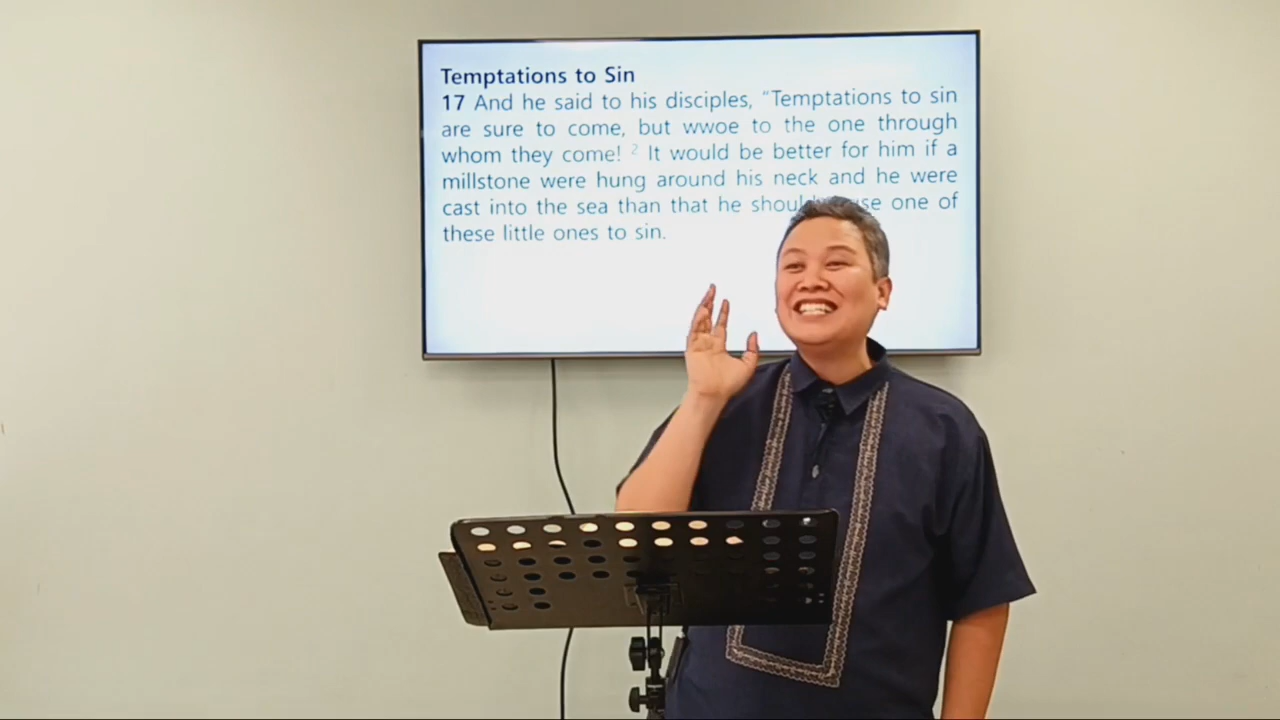 Temptations to Sin
17 And he said to his disciples, “Temptations to sin
are sure to come, but wwoe to the one through
whom they come! 2 It would be better for him if a
millstone were hung around his neck and he were
cast into the sea than that he one of
these little ones to sin.